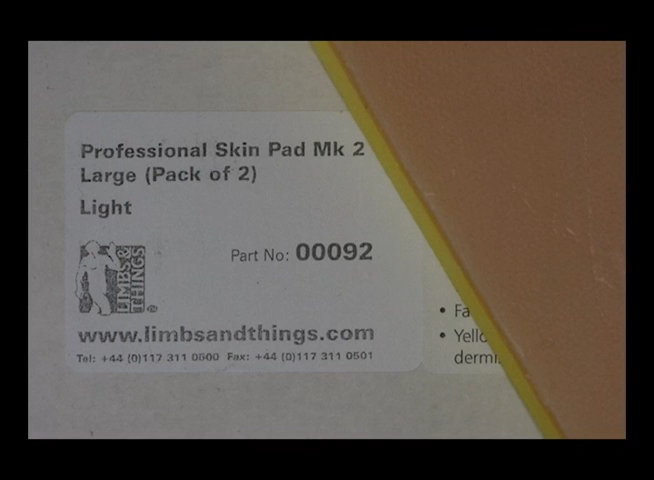 Professional Skin Pad Mk 2
Large (Pack of 2)
Light
Part No: 00092
LIMBS &
THINGS
www.limbsandthings.com
Tel: +44 (0)117 311 0500 Fax: +44 (0)117 311 0501